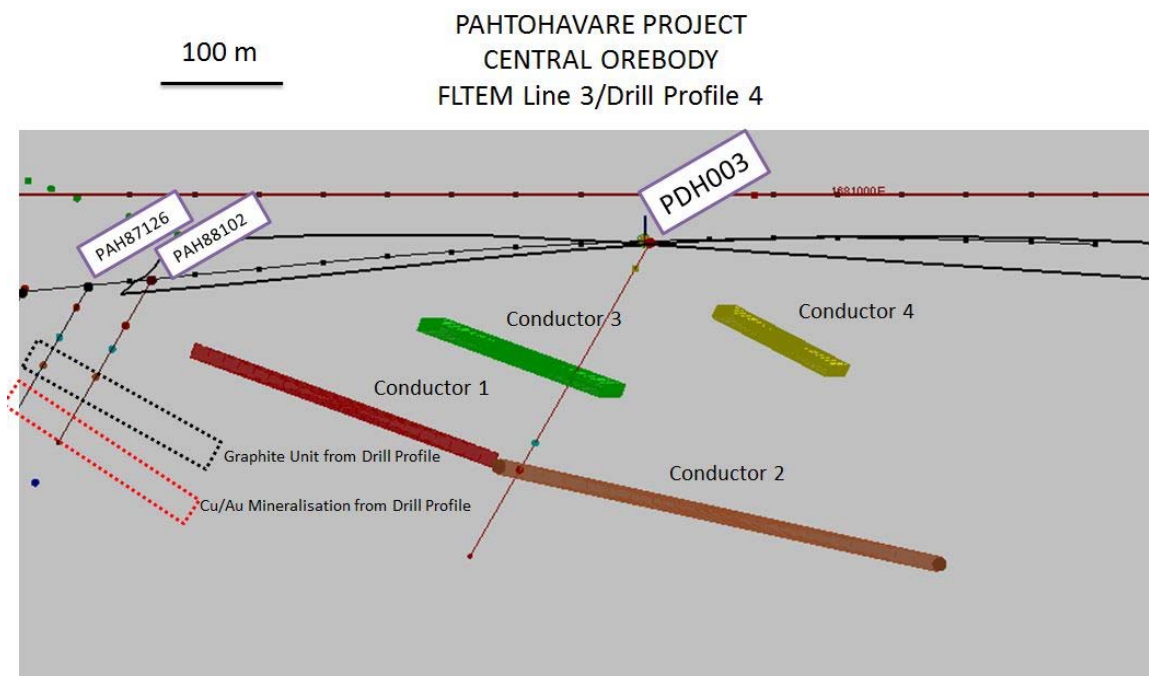 PAHTOHAVARE PROJECT
CENTRAL OREBODY
FLTEM Line 3/Drill Profile 4
100 m
1681000E
PDH003
PAH87126
PAH88102
Conductor 3
Conductor 4
Conductor 1
Conductor 2
Graphite Unit from Drill Profile
Cu/Au Mineralisation from Drill Profile